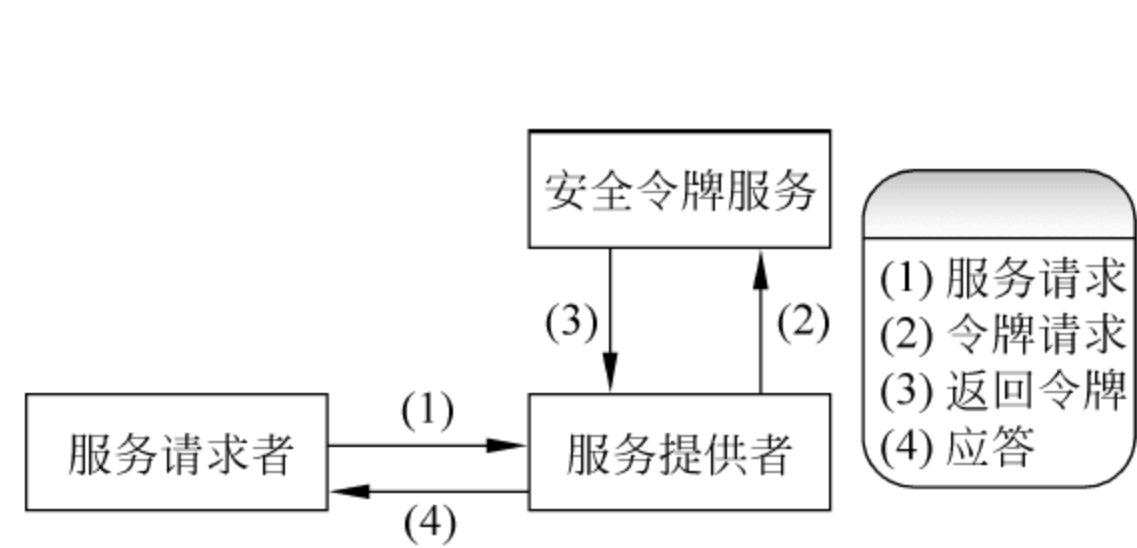 安全令牌服务
(3)
(2)
服务请求者
(1)
(4)
服务提供者
(1) 服务请求
(2) 令牌请求
(3) 返回令牌
(4) 应答